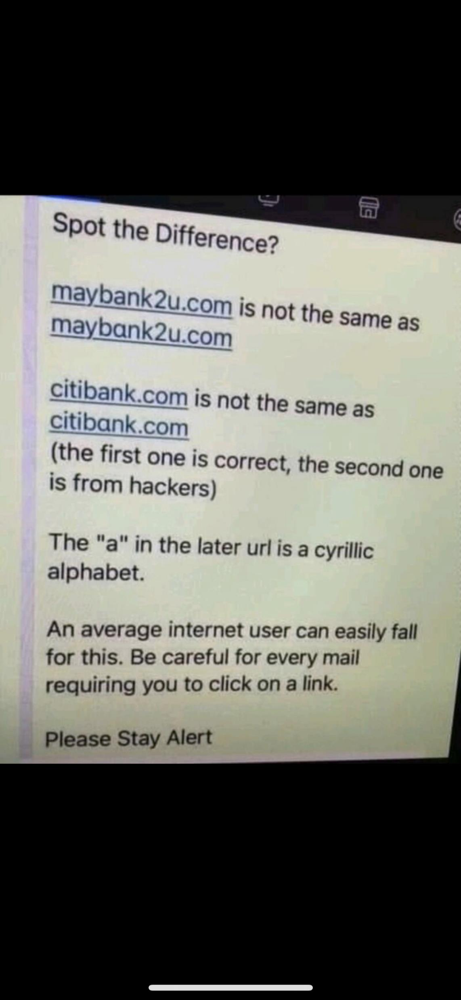 Spot the Difference?
maybank2u.com is not the same as
maybɑnk2u.com
citibank.com is not the same as
citibɑnk.com
(the first one is correct, the second one
is from hackers)
The "a" in the later url is a cyrillic
alphabet.
An average internet user can easily fall
for this. Be careful for every mail
requiring you to click on a link.
Please Stay Alert